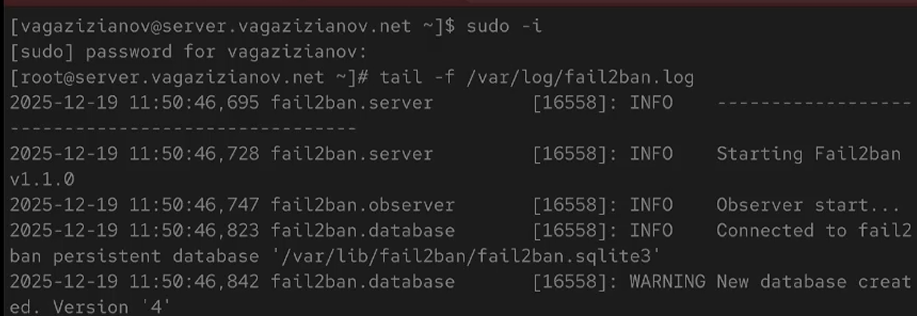 [vagazizianov@server.vagazizianov.net ~]$ sudo -i
[sudo] password for vagazizianov:
[root@server.vagazizianov.net ~]# tail -f /var/log/fail2ban.log
2025-12-19 11:50:46,695 fail2ban.server         [16558]: INFO    ------------------
--------------------------------
2025-12-19 11:50:46,728 fail2ban.server         [16558]: INFO    Starting Fail2ban
v1.1.0
2025-12-19 11:50:46,747 fail2ban.observer       [16558]: INFO    Observer start...
2025-12-19 11:50:46,823 fail2ban.database       [16558]: INFO    Connected to fail2
ban persistent database '/var/lib/fail2ban/fail2ban.sqlite3'
2025-12-19 11:50:46,842 fail2ban.database       [16558]: WARNING New database creat
ed. Version '4'